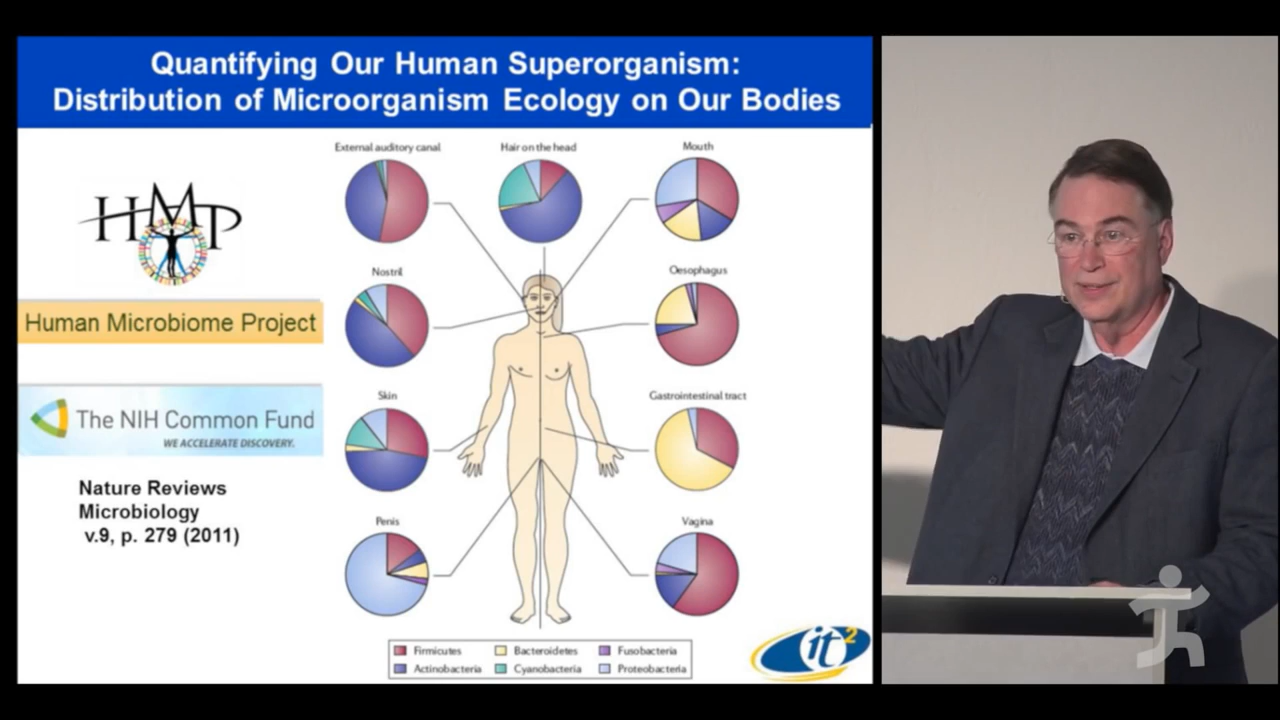 Quantifying Our Human Superorganism:
Distribution of Microorganism Ecology on Our Bodies
HMP
Human Microbiome Project
The NIH Common Fund
WE ACCELERATE DISCOVERY.
Nature Reviews
Microbiology
v.9, p. 279 (2011)
External auditory canal
Hair on the head
Mouth
Nostril
Oesophagus
Skin
Gastrointestinal tract
Penis
Vagina
Firmicutes
Bacteroidetes
Fusobacteria
Actinobacteria
Cyanobacteria
Proteobacteria
it2